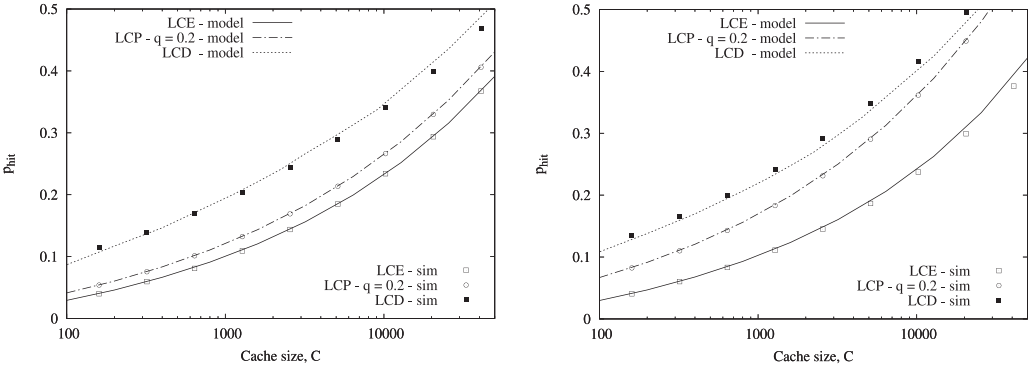 0.5
0.4
0.3
0.2
0.1
0
100
1000
10000
Cache size, C
phit
LCE - model
LCP - q = 0.2 - model
LCD - model
LCE - sim
LCP - q = 0.2 - sim
LCD - sim
0.5
0.4
0.3
0.2
0.1
0
100
1000
10000
Cache size, C
phit
LCE - model
LCP - q = 0.2 - model
LCD - model
LCE - sim
LCP - q = 0.2 - sim
LCD - sim